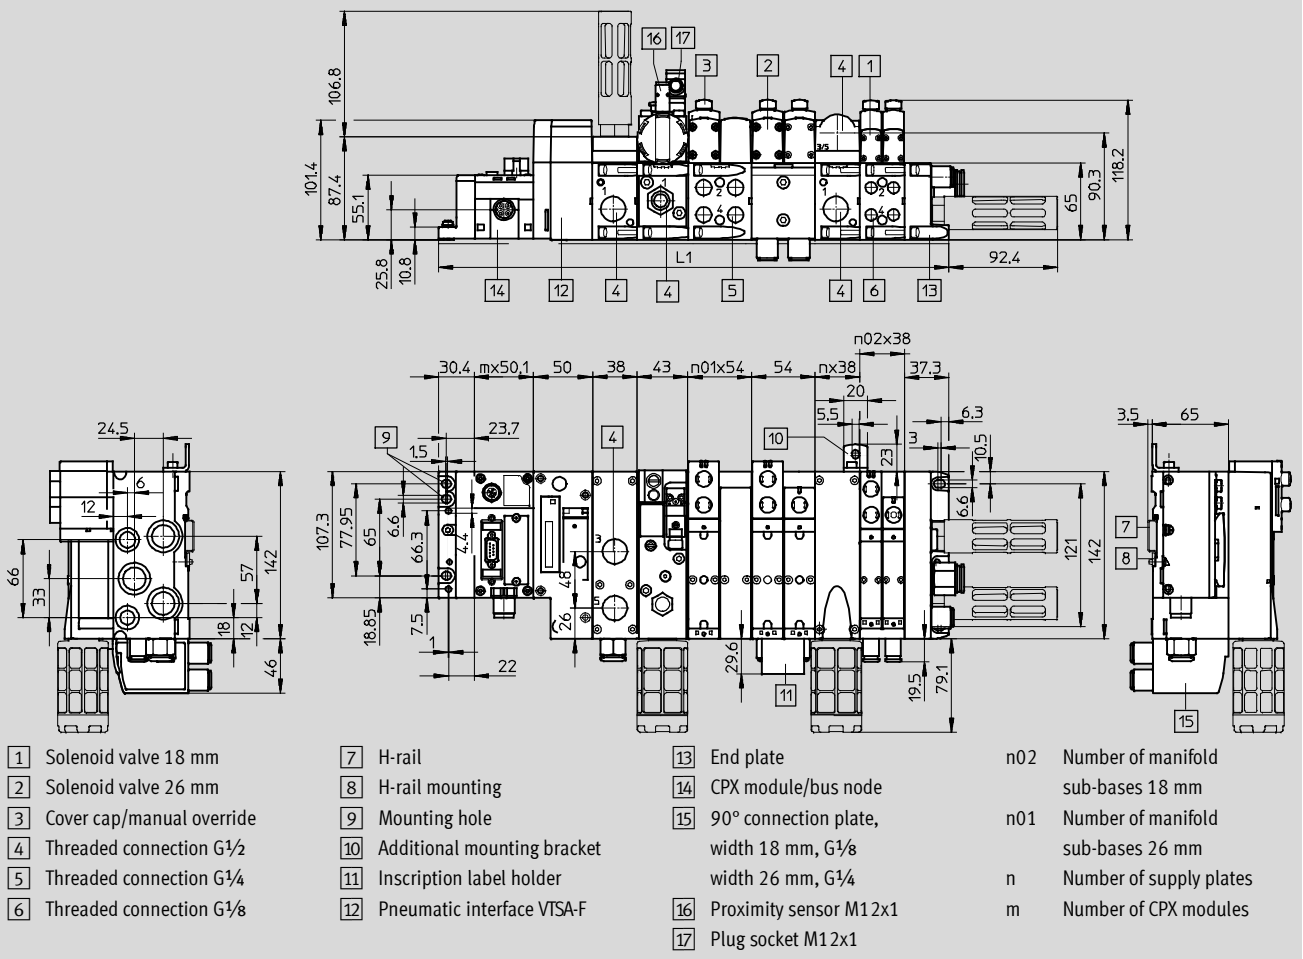 16
17
3
2
4
1
106.8
101.4
87.4
55.1
25.8
10.8
3/5
1
1
2
4
1
2
4
65
90.3
118.2
L1
92.4
14
12
4
4
5
4
6
13
n02x38
30.4
mx50,1
50
38
43
n01x54
54
nx38
37.3
20
24.5
6
12
66
33
142
57
18
12
46
9
23,7
1.5
4
5.5
10
23
6.3
3
10.5
6.6
107.3
77.95
65
6.6
66.3
4.4
3
48
5
26
18.85
7.5
1
22
29.6
11
19.5
79.1
121
142
3.5
65
7
8
15
1 Solenoid valve 18 mm
2 Solenoid valve 26 mm
3 Cover cap/manual override
4 Threaded connection G½
5 Threaded connection G¼
6 Threaded connection G⅛
7 H-rail
8 H-rail mounting
9 Mounting hole
10 Additional mounting bracket
11 Inscription label holder
12 Pneumatic interface VTSA-F
13 End plate
14 CPX module/bus node
15 90° connection plate,
width 18 mm, G⅛
width 26 mm, G¼
16 Proximity sensor M12x1
17 Plug socket M12x1
n02 Number of manifold
sub-bases 18 mm
n01 Number of manifold
sub-bases 26 mm
n Number of supply plates
m Number of CPX modules